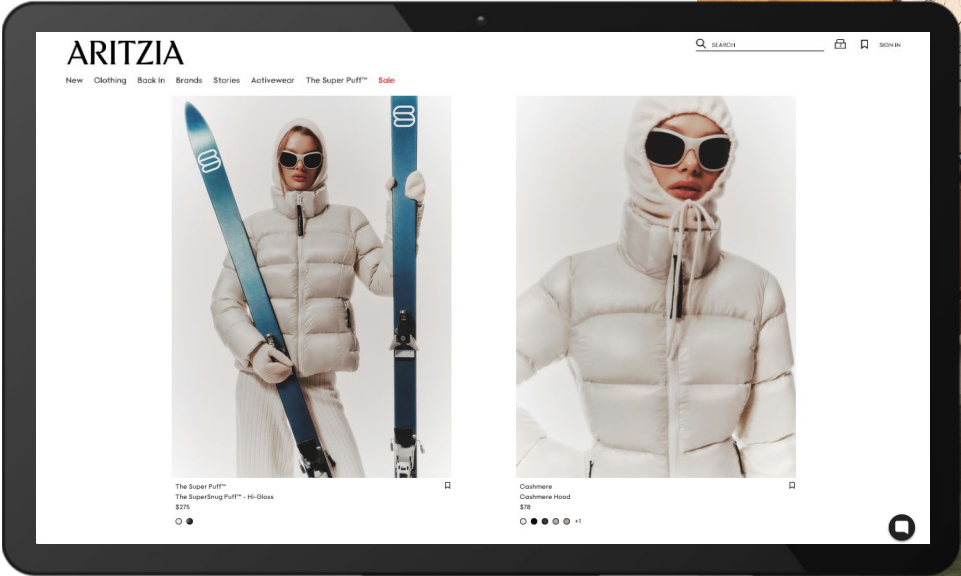 ARITZIA
SEARCH
SIGN IN
New Clothing Back In Brands Stories Activewear The Super Puff™ Sale
The Super Puff™
The SuperSnug Puff™ - Hi-Gloss
$275
Cashmere
Cashmere Hood
$78
+1